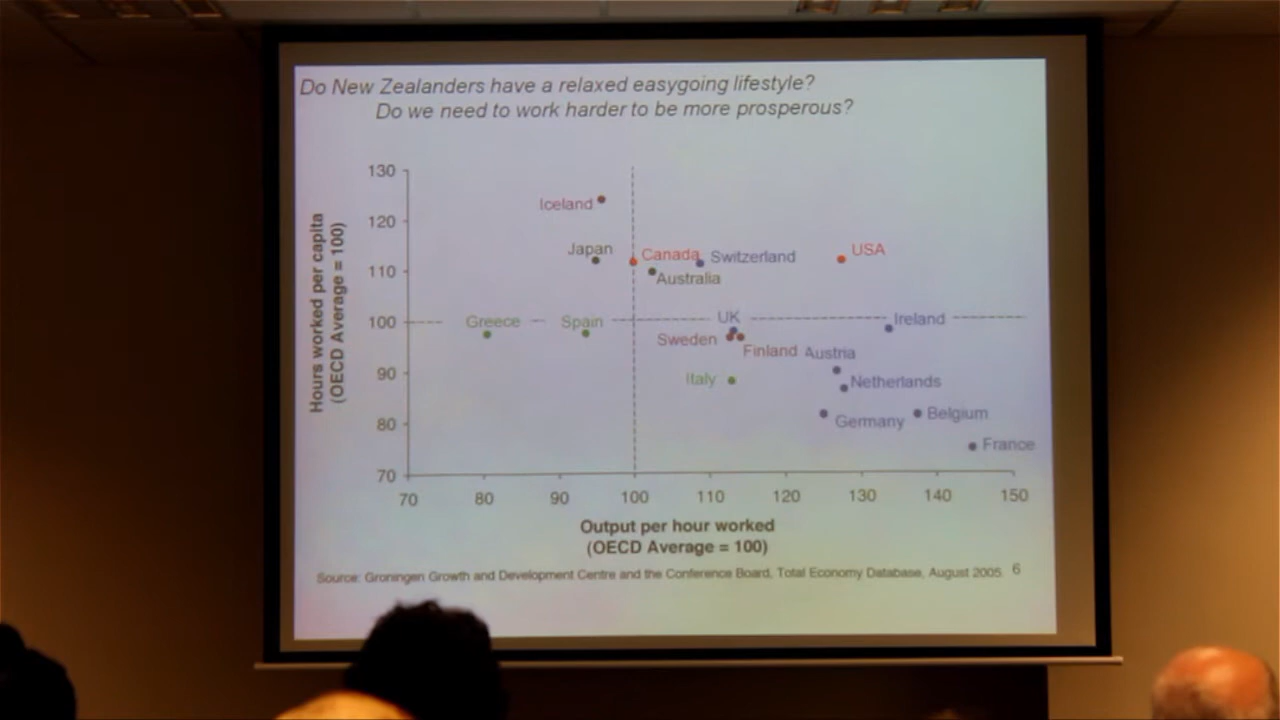 Do New Zealanders have a relaxed easygoing lifestyle?
Do we need to work harder to be more prosperous?
Hours worked per capita
(OECD Average = 100)
130
120
110
100
90
80
70
Iceland
Japan
Canada
Switzerland
USA
Australia
Greece
Spain
UK
Ireland
Sweden
Finland
Austria
Italy
Netherlands
Germany
Belgium
France
70 80 90 100 110 120 130 140 150
Output per hour worked
(OECD Average = 100)
Source: Groningen Growth and Development Centre and the Conference Board, Total Economy Database, August 2005. 6